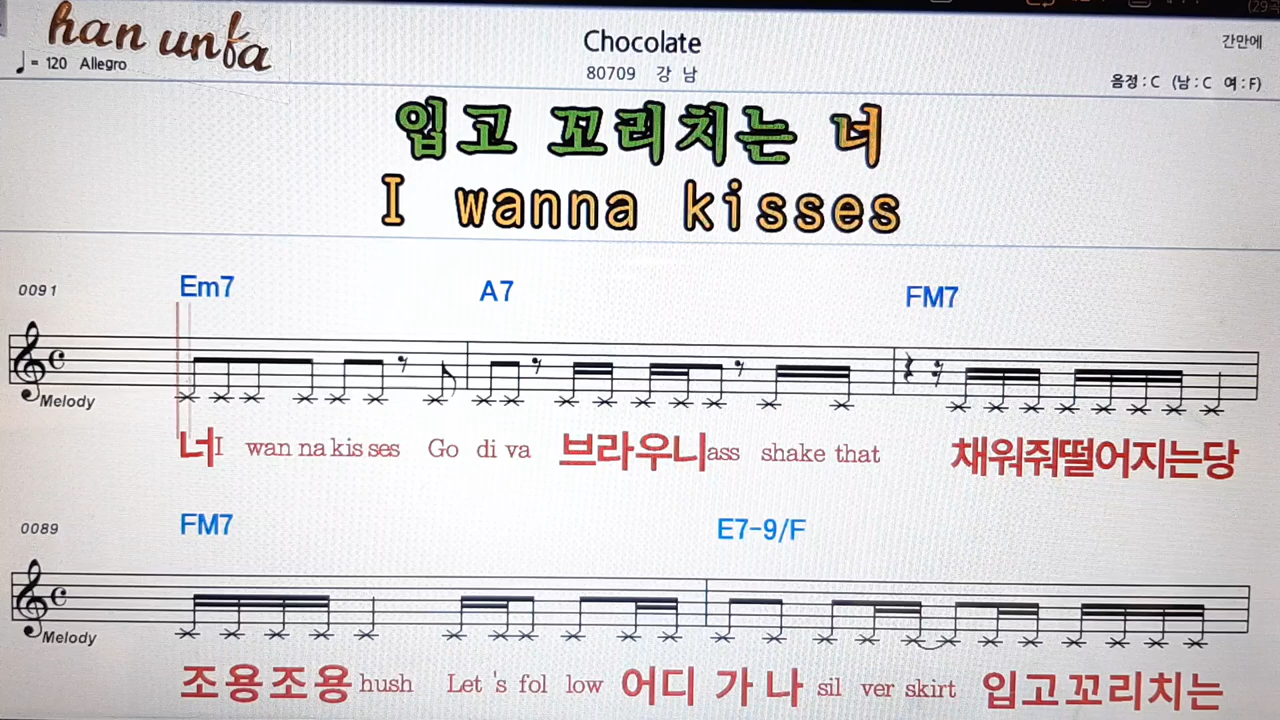 han unfa
♩= 120 Allegro
Chocolate
80709 강 남
간만에
음정 : C (남 : C 여 : F)
입고 꼬리치는 너
I wanna kisses
0091
Em7 A7 FM7
Melody
너I wan na kis ses Go di va 브라우니ass shake that 채워줘떨어지는당
0089
FM7 E7-9/F
Melody
조용조용 hush Let 's fol low 어디 가 나 sil ver skirt 입고꼬리치는